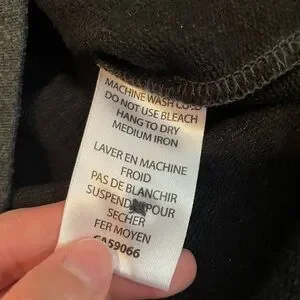 MACHINE WASH COLD
DO NOT USE BLEACH
HANG TO DRY
MEDIUM IRON
LAVER EN MACHINE
FROID
PAS DE BLANCHIR
SUSPENDRE POUR
SECHER
FER MOYEN
CA59066